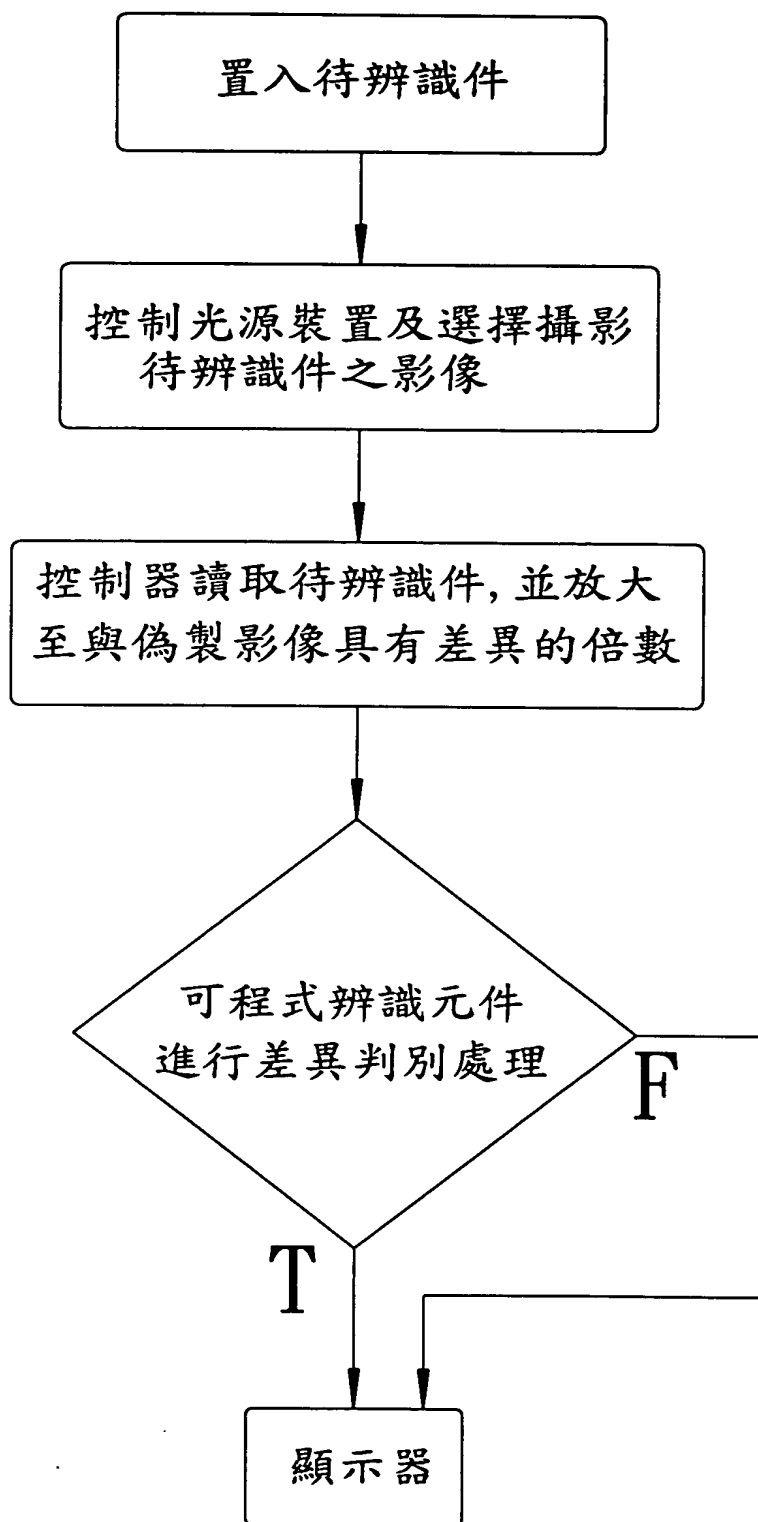 置入待辨識件
控制光源裝置及選擇攝影
待辨識件之影像
控制器讀取待辨識件, 並放大
至與偽製影像具有差異的倍數
可程式辨識元件
進行差異判別處理
F
T
顯示器